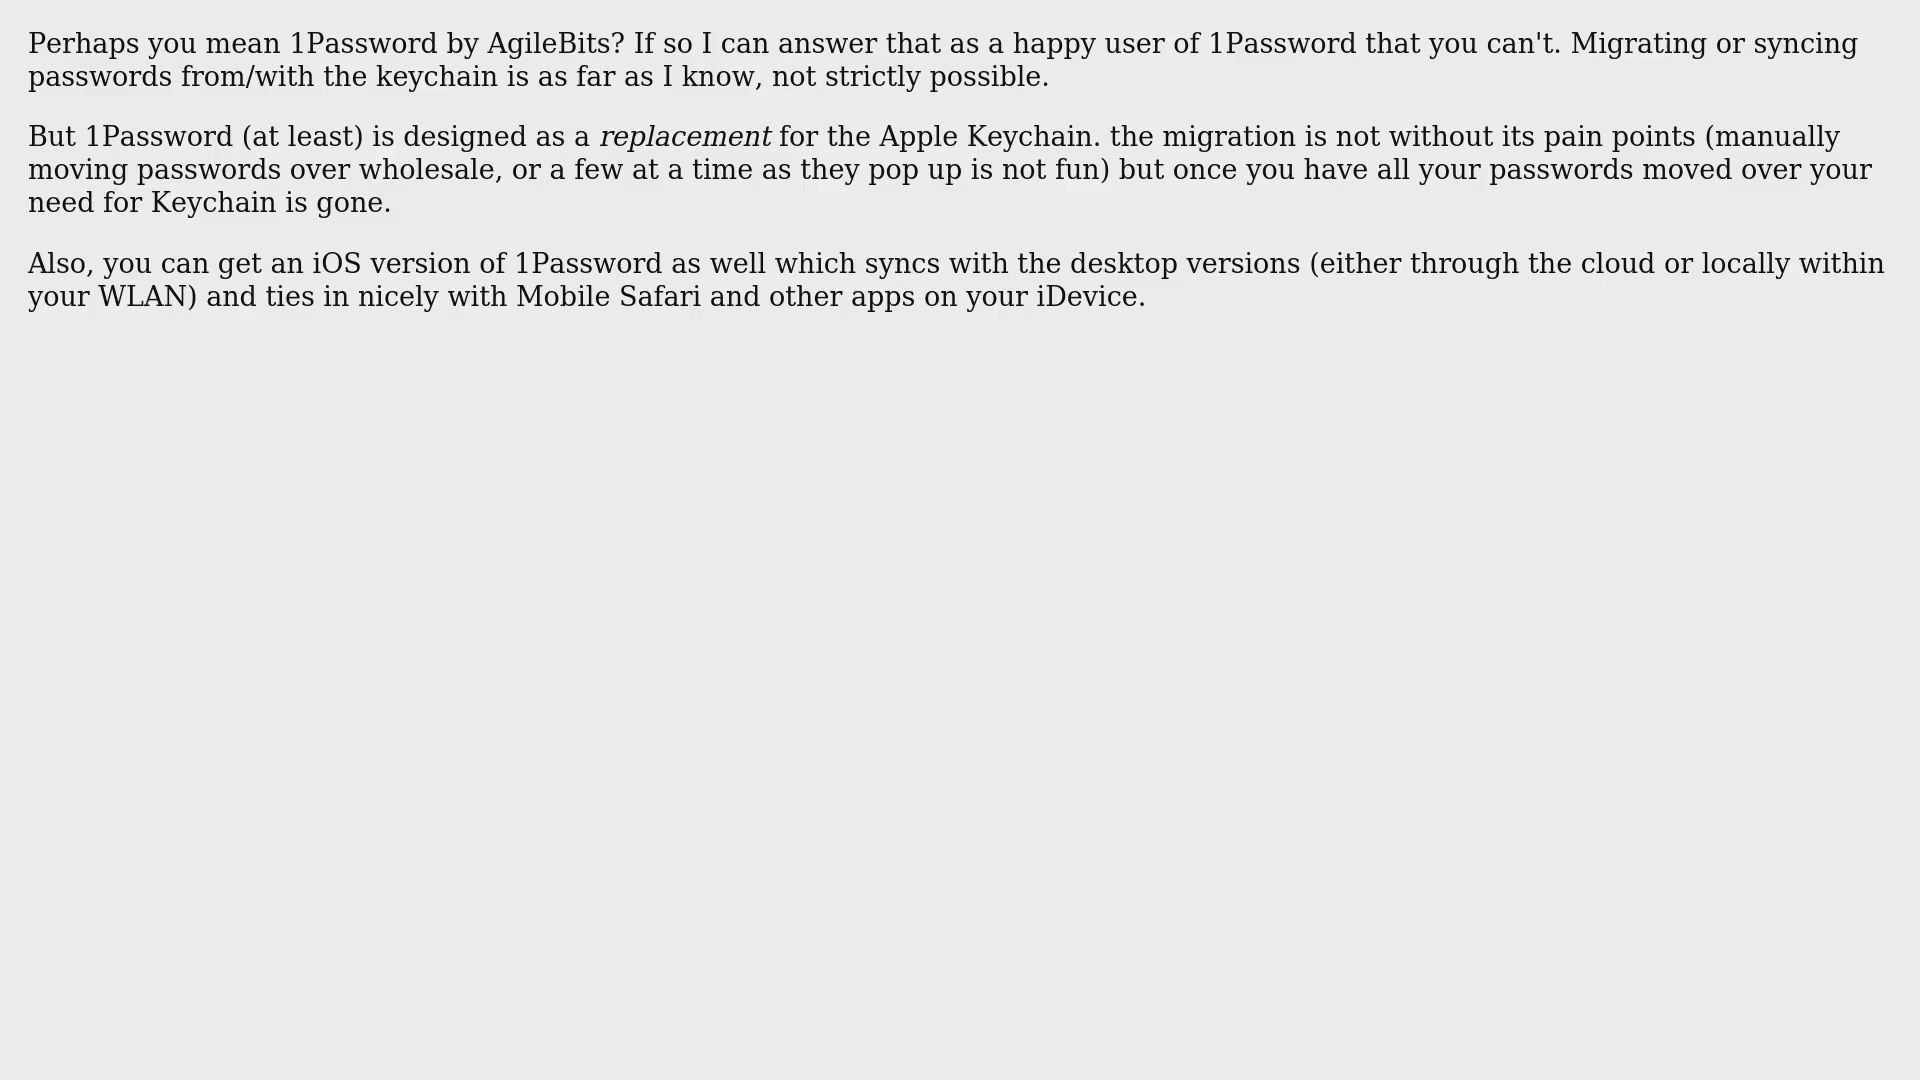 Perhaps you mean 1Password by AgileBits? If so I can answer that as a happy user of 1Password that you can't. Migrating or syncing
passwords from/with the keychain is as far as I know, not strictly possible.
But 1Password (at least) is designed as a replacement for the Apple Keychain. the migration is not without its pain points (manually
moving passwords over wholesale, or a few at a time as they pop up is not fun) but once you have all your passwords moved over your
need for Keychain is gone.
Also, you can get an iOS version of 1Password as well which syncs with the desktop versions (either through the cloud or locally within
your WLAN) and ties in nicely with Mobile Safari and other apps on your iDevice.